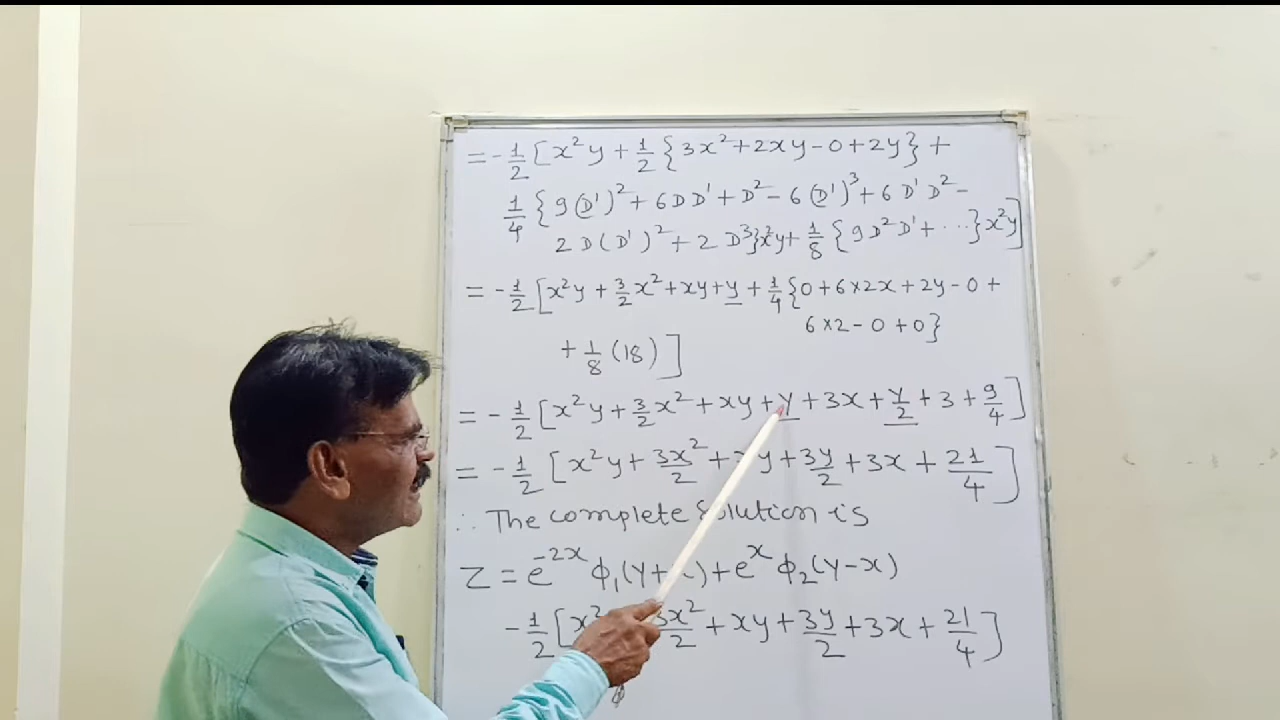 = -1/2 [x²y + 1/2 {3x² + 2xy - 0 + 2y} +
1/4 {9(D')² + 6DD' + D² - 6(D')³ + 6D'D² -
2D(D')² + 2D³}x²y + 1/8 {9D²D' + ...}x²y]
= -1/2 [x²y + 3/2 x² + xy + y + 1/4 {0 + 6×2x + 2y - 0 +
6×2 - 0 + 0}
+ 1/8 (18)]
= -1/2 [x²y + 3/2 x² + xy + y + 3x + y/2 + 3 + 9/4]
= -1/2 [x²y + 3x²/2 + y + 3y/2 + 3x + 21/4]
∴ The complete Solution is
Z = e^-2x ϕ₁(y+ ) + e^x ϕ₂(y-x)
-1/2 [x² 3x²/2 + xy + 3y/2 + 3x + 21/4]